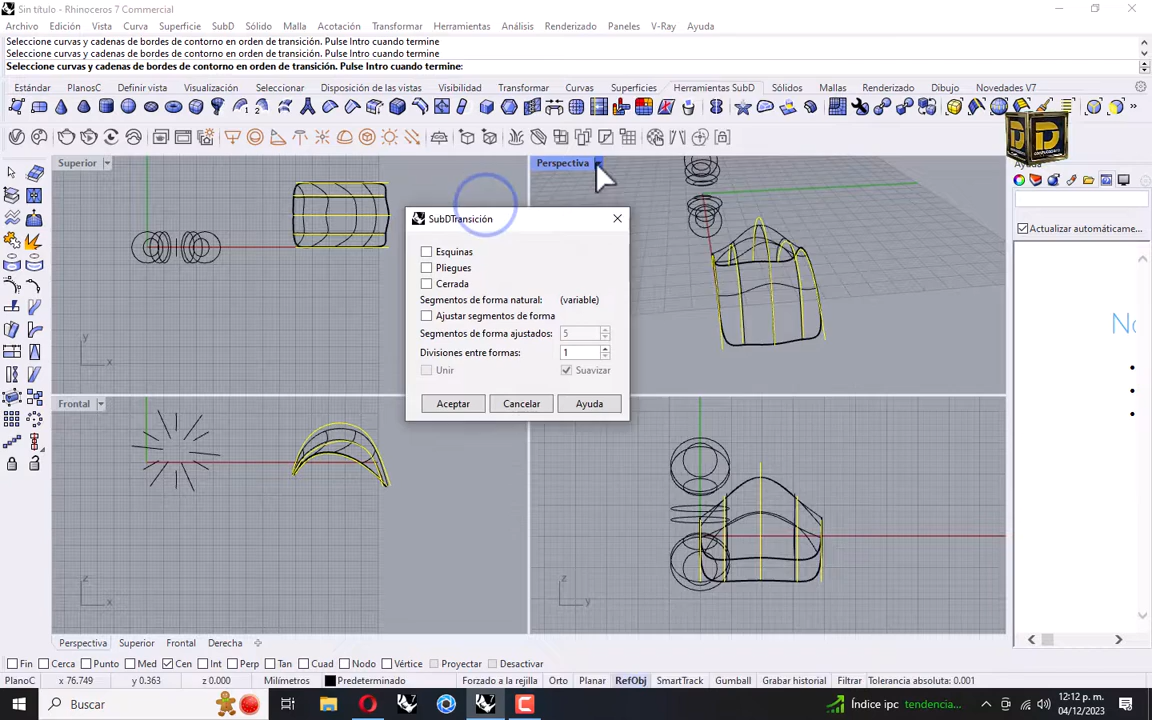 Sin título - Rhinoceros 7 Commercial
Archivo Edición Vista Curva Superficie SubD Sólido Malla Acotación Transformar Herramientas Análisis Renderizado Paneles V-Ray Ayuda
Seleccione curvas y cadenas de bordes de contorno en orden de transición. Pulse Intro cuando termine
Seleccione curvas y cadenas de bordes de contorno en orden de transición. Pulse Intro cuando termine
Seleccione curvas y cadenas de bordes de contorno en orden de transición. Pulse Intro cuando termine:
Estándar PlanosC Definir vista Visualización Seleccionar Disposición de las vistas Visibilidad Transformar Curvas Superficies Herramientas SubD Sólidos Mallas Renderizado Dibujo Novedades V7
Superior
Perspectiva
SubDTransición
Esquinas
Pliegues
Cerrada
Segmentos de forma natural: (variable)
Ajustar segmentos de forma
Segmentos de forma ajustados: 5
Divisiones entre formas: 1
Unir Suavizar
Aceptar Cancelar Ayuda
Actualizar automáticame...
y
x
Frontal
z
x
z
y
Perspectiva Superior Frontal Derecha
Fin Cerca Punto Med Cen Int Perp Tan Cuad Nodo Vértice Proyectar Desactivar
PlanoC x 76.749 y 0.363 z 0.000 Milímetros Predeterminado Forzado a la rejilla Orto Planar RefObj SmartTrack Gumball Grabar historial Filtrar Tolerancia absoluta: 0.001
Buscar
Índice ipc tendencia...
12:12 p. m.
04/12/2023